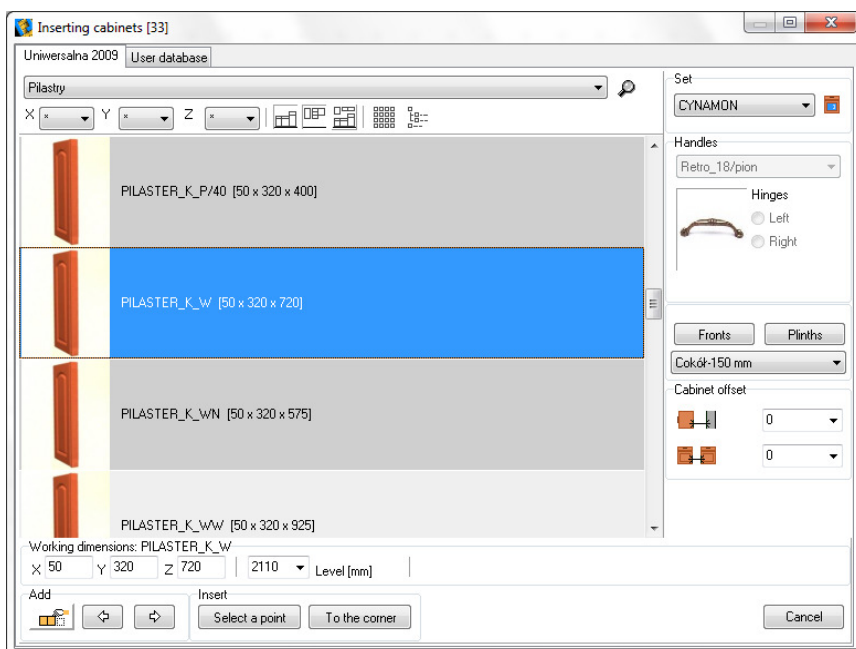 Inserting cabinets [33]
Uniwersalna 2009 User database
Pilastry
X * Y * Z *
PILASTER_K_P/40 [50 x 320 x 400]
PILASTER_K_W [50 x 320 x 720]
PILASTER_K_WN [50 x 320 x 575]
PILASTER_K_WW [50 x 320 x 925]
Set
CYNAMON
Handles
Retro_18/pion
Hinges
Left
Right
Fronts Plinths
Cokół-150 mm
Cabinet offset
0
0
Working dimensions: PILASTER_K_W
X 50 Y 320 Z 720 2110 Level [mm]
Add Insert
Select a point To the corner Cancel